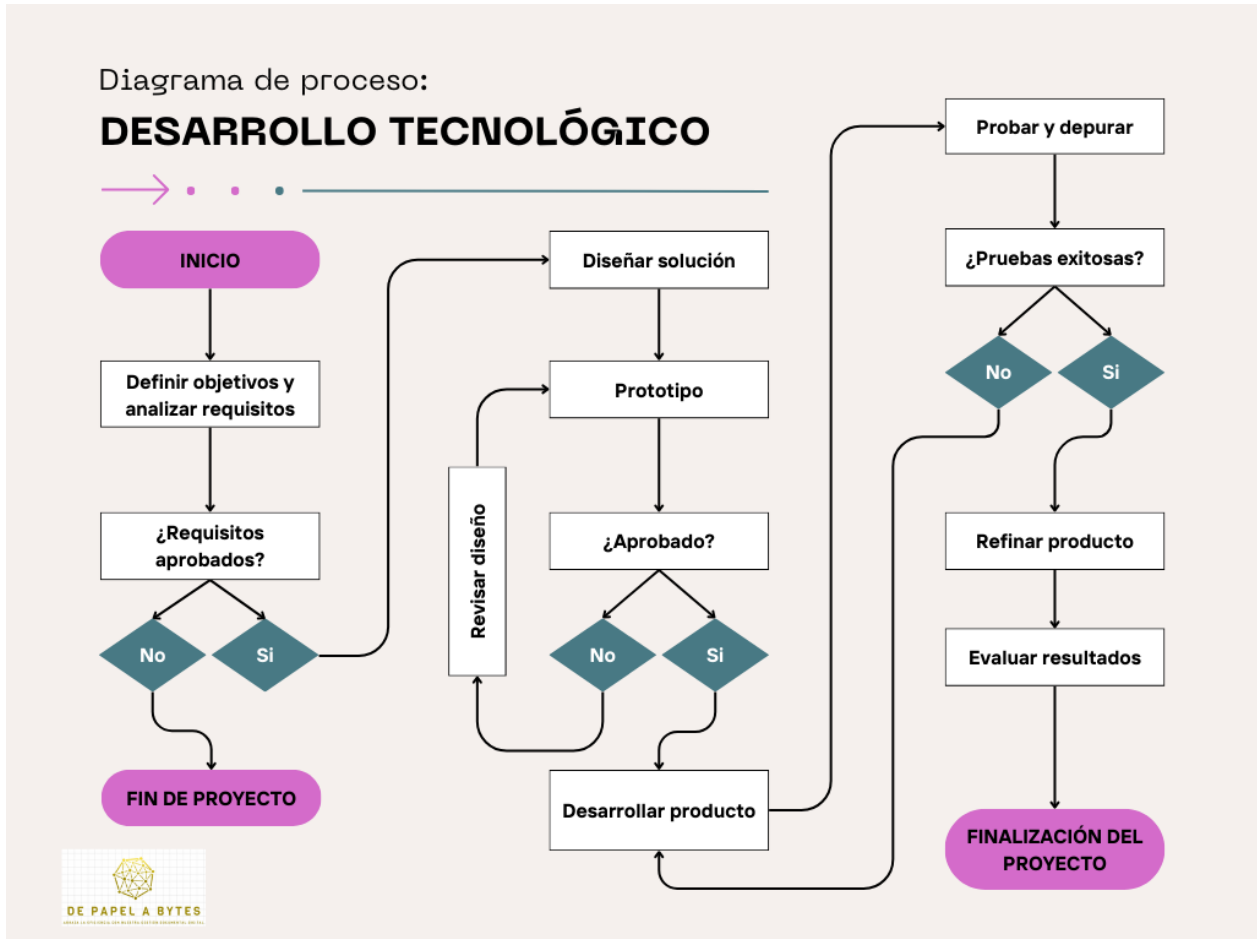 Diagrama de proceso:
DESARROLLO TECNOLÓGICO
INICIO
Definir objetivos y
analizar requisitos
¿Requisitos
aprobados?
No
Si
FIN DE PROYECTO
Diseñar solución
Prototipo
Revisar diseño
¿Aprobado?
No
Si
Desarrollar producto
Probar y depurar
¿Pruebas exitosas?
No
Si
Refinar producto
Evaluar resultados
FINALIZACIÓN DEL
PROYECTO
DE PAPEL A BYTES